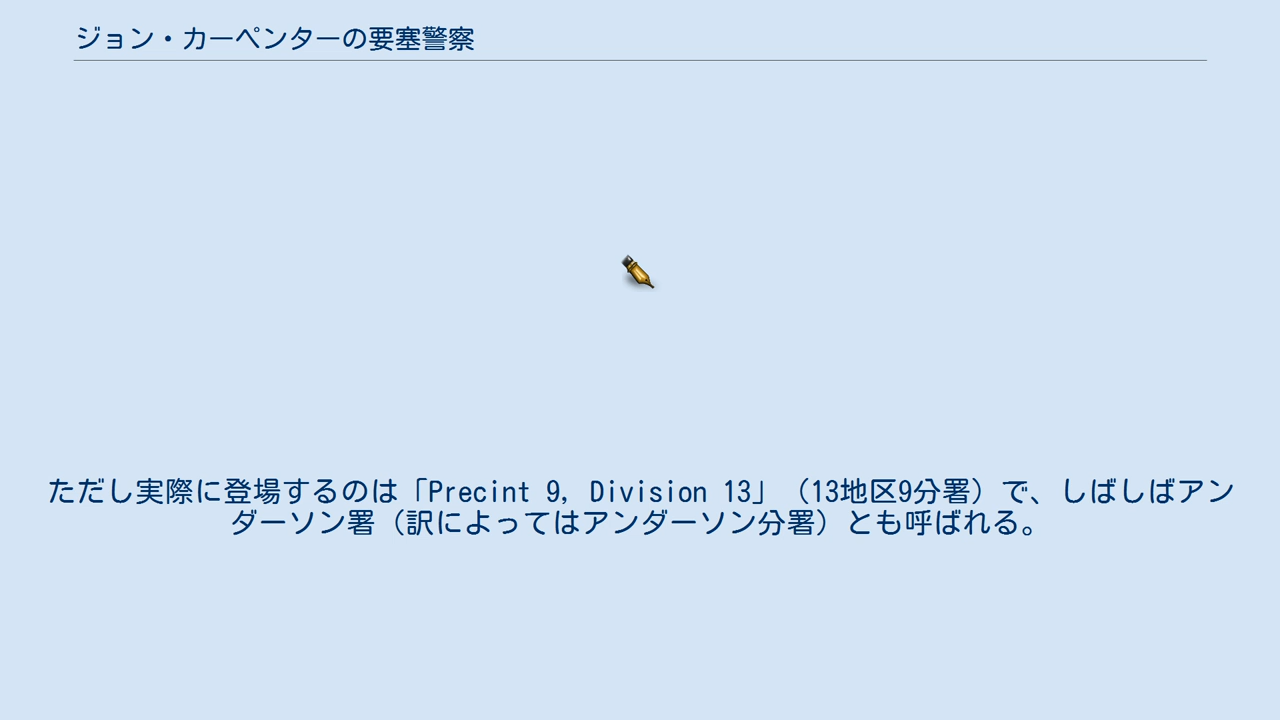 ジョン・カーペンターの要塞警察
ただし実際に登場するのは「Precint 9, Division 13」（13地区9分署）で、しばしばアン
ダーソン署（訳によってはアンダーソン分署）とも呼ばれる。